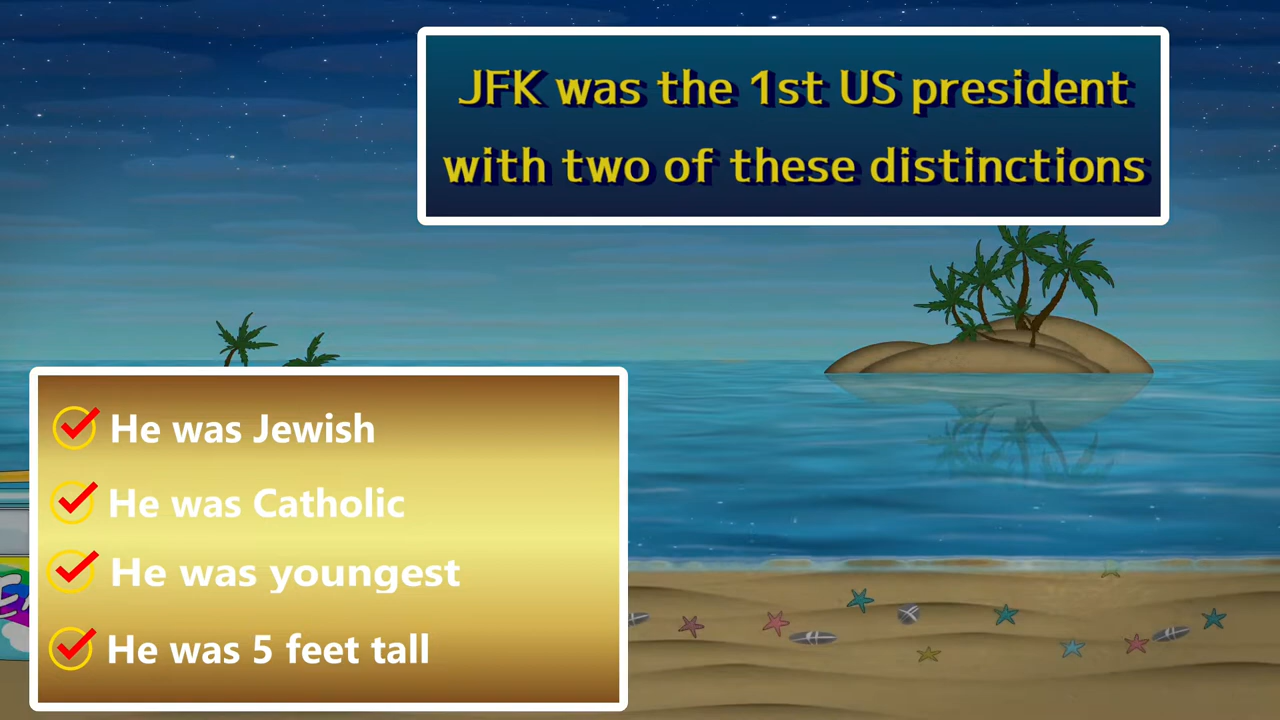 JFK was the 1st US president
with two of these distinctions
He was Jewish
He was Catholic
He was youngest
He was 5 feet tall